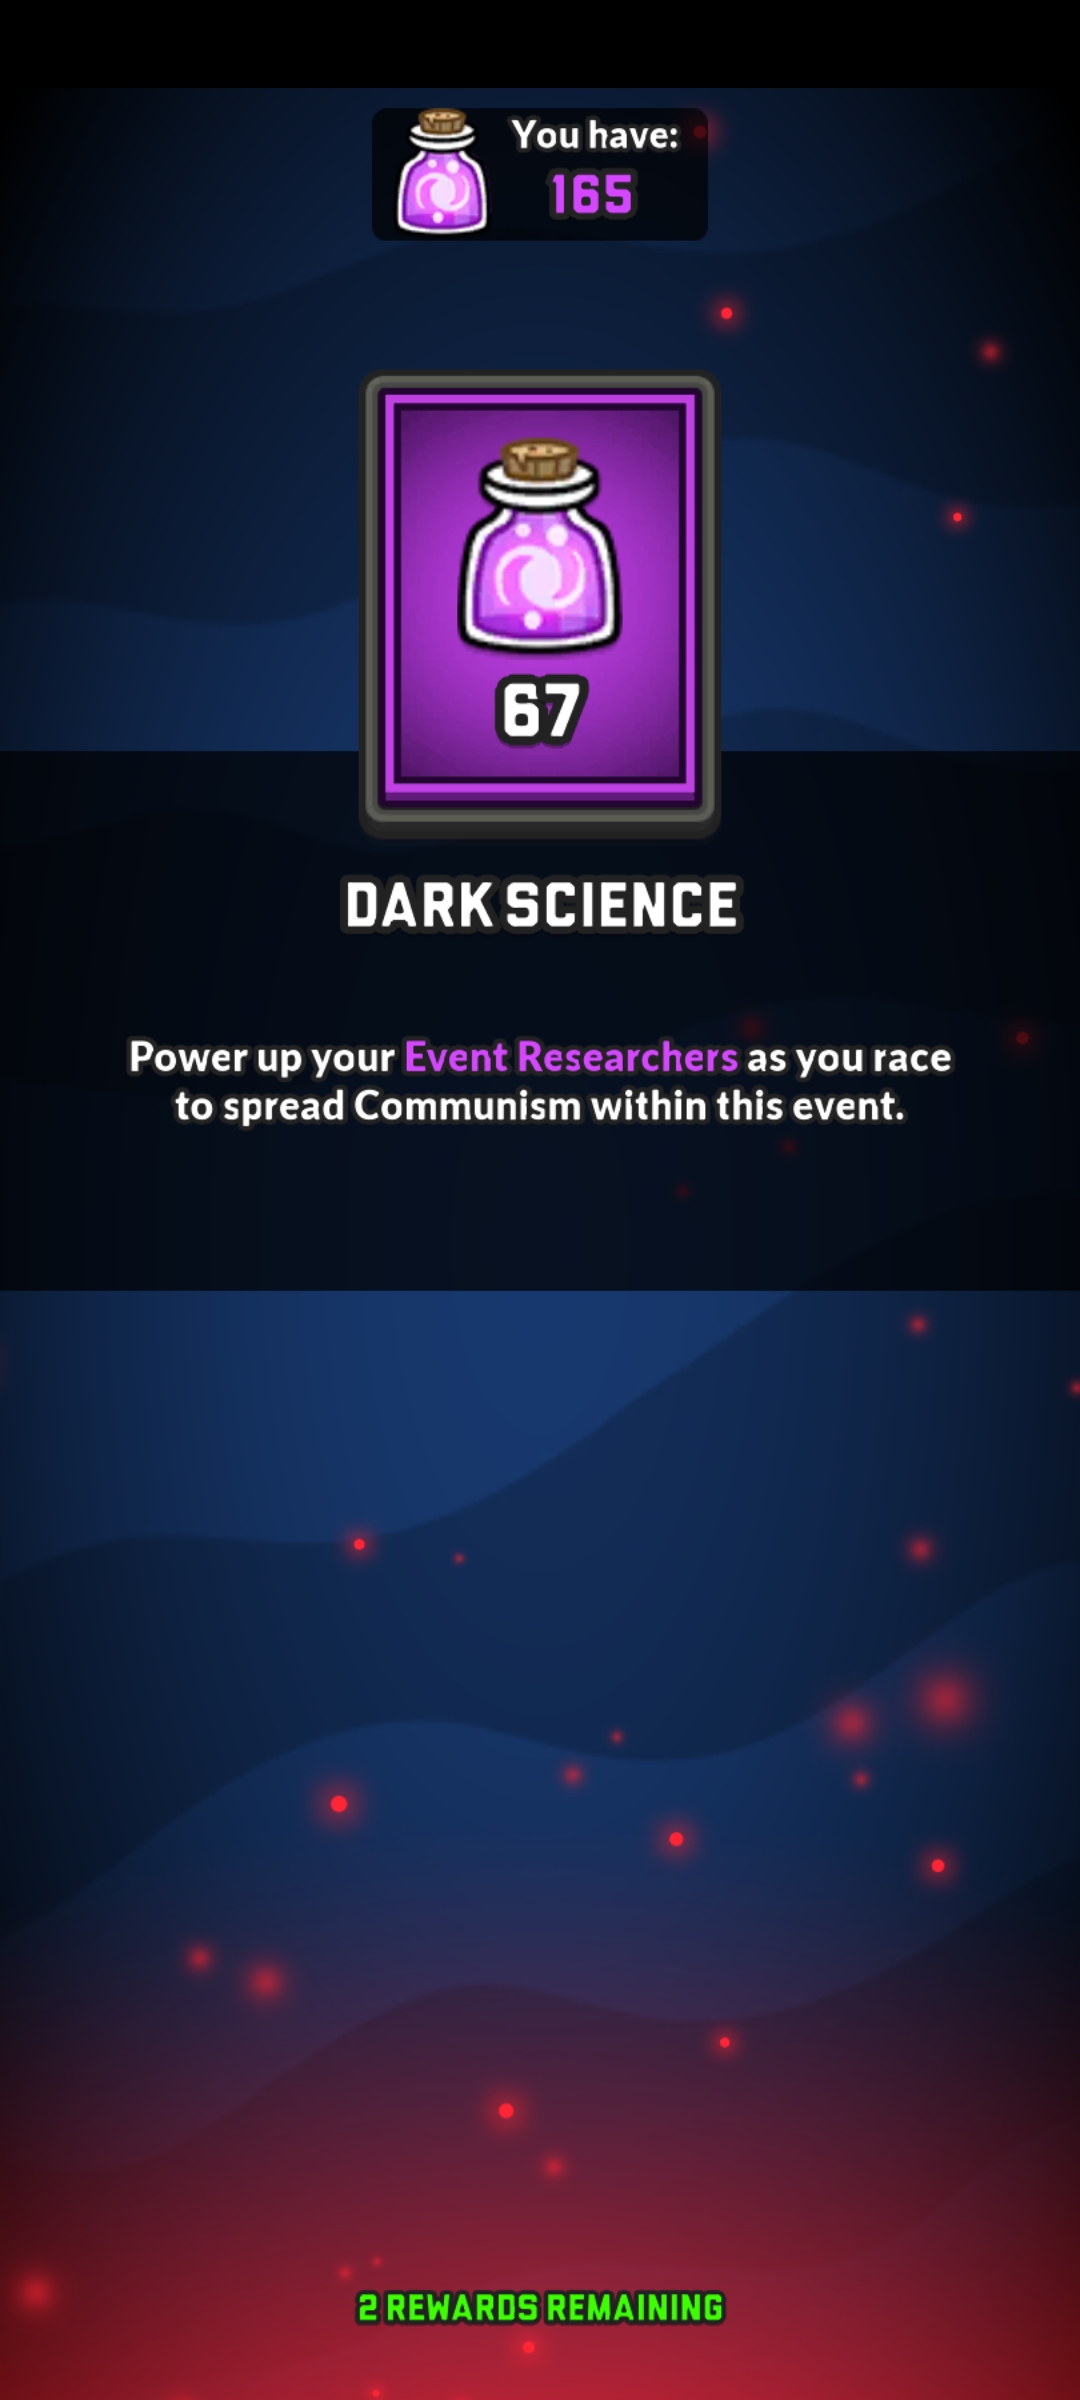 You have:
165
67
DARK SCIENCE
Power up your Event Researchers as you race
to spread Communism within this event.
2 REWARDS REMAINING